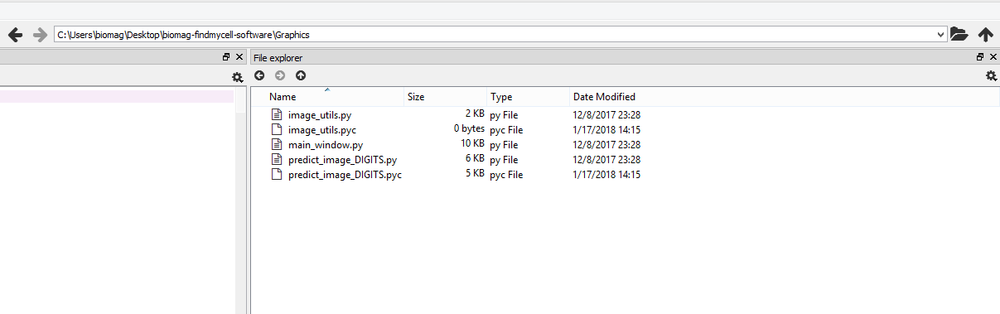 C:\Users\biomag\Desktop\biomag-findmycell-software\Graphics
File explorer
Name Size Type Date Modified
image_utils.py 2 KB py File 12/8/2017 23:28
image_utils.pyc 0 bytes pyc File 1/17/2018 14:15
main_window.py 10 KB py File 12/8/2017 23:28
predict_image_DIGITS.py 6 KB py File 12/8/2017 23:28
predict_image_DIGITS.pyc 5 KB pyc File 1/17/2018 14:15